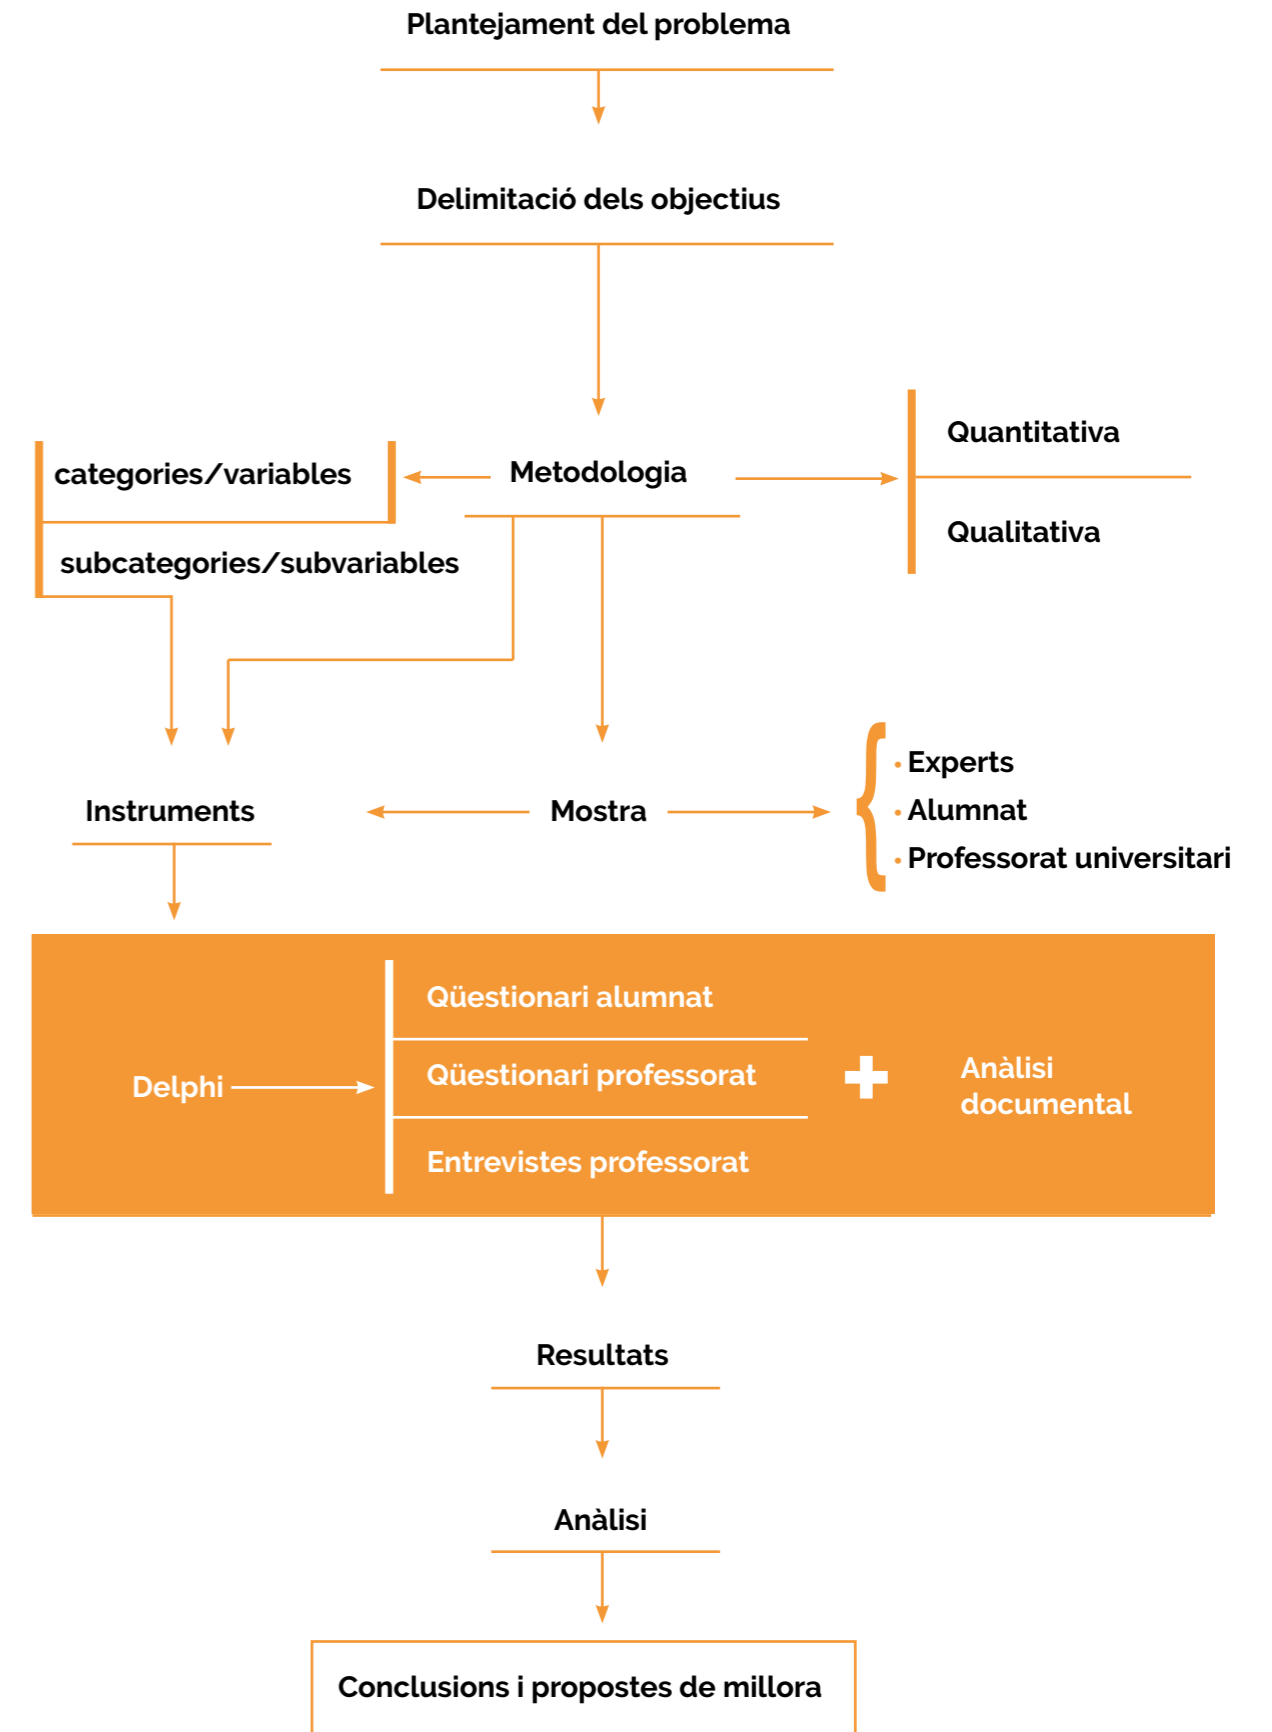 Plantejament del problema
Delimitació dels objectius
categories/variables
subcategories/subvariables
Metodologia
Quantitativa
Qualitativa
Instruments
Mostra
· Experts
· Alumnat
· Professorat universitari
Delphi
Qüestionari alumnat
Qüestionari professorat
Entrevistes professorat
+
Anàlisi
documental
Resultats
Anàlisi
Conclusions i propostes de millora